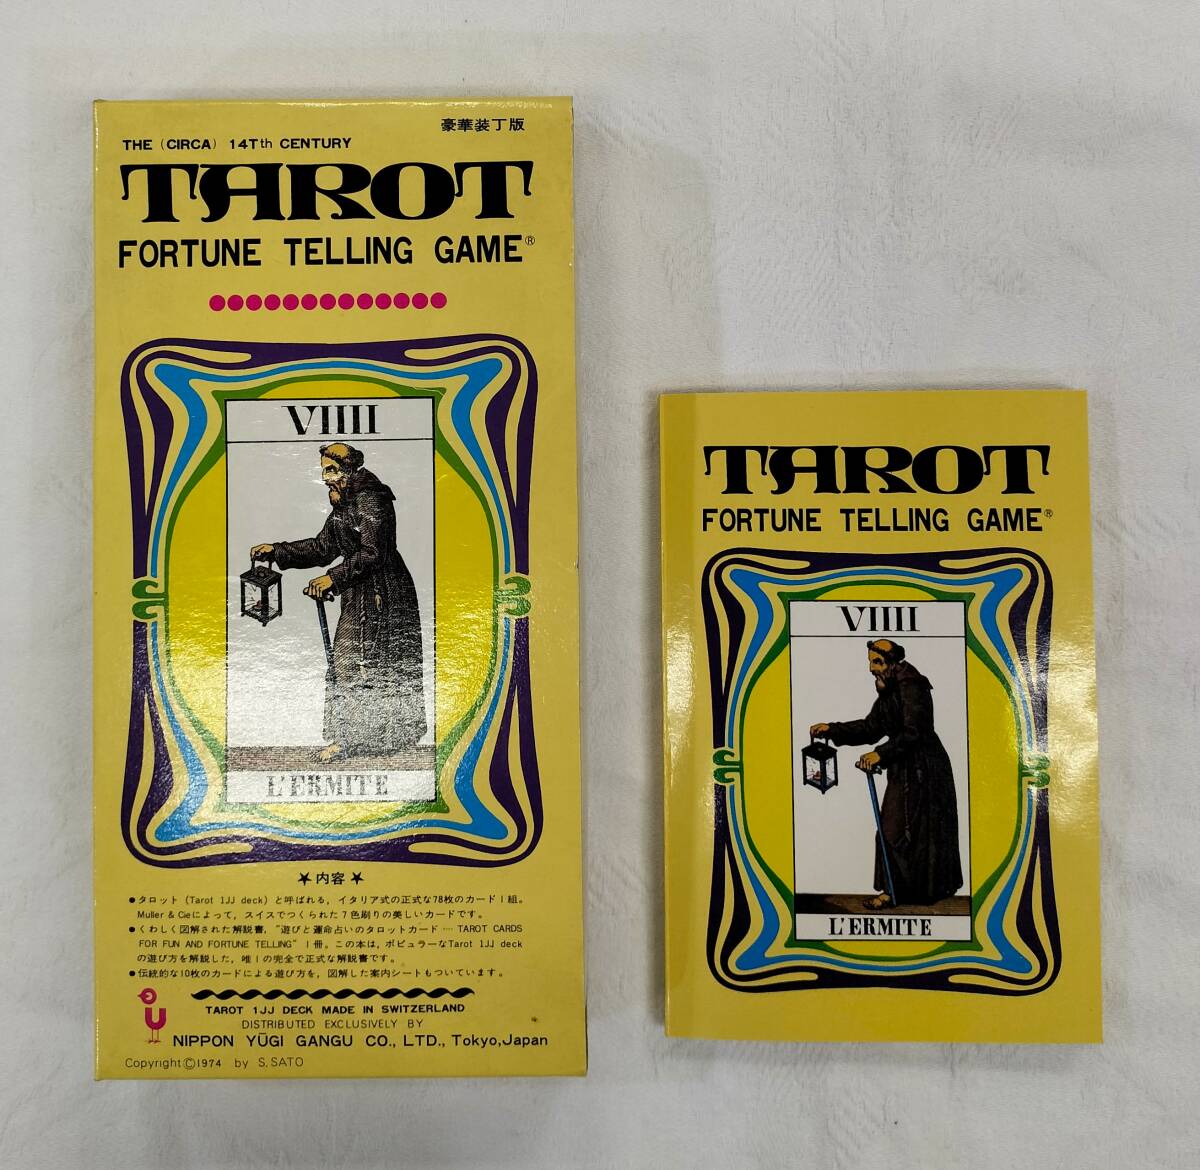 豪華装丁版
THE (CIRCA) 14Tth CENTURY
TAROT
FORTUNE TELLING GAME®
VIIII
L'ERMITE
★内容★
●タロット(Tarot 1JJ deck)と呼ばれる，イタリア式の正式な78枚のカード1組。
Muller & Cieによって，スイスでつくられた7色刷りの美しいカードです。
●くわしく図解された解説書，“遊びと運命占いのタロットカード…. TAROT CARDS
FOR FUN AND FORTUNE TELLING” 1冊。この本は，ポピュラーなTarot 1JJ deck
の遊び方を解説した，唯1の完全で正式な解説書です。
●伝統的な10枚のカードによる遊び方を，図解した案内シートもついています。
TAROT 1JJ DECK MADE IN SWITZERLAND
DISTRIBUTED EXCLUSIVELY BY
NIPPON YŪGI GANGU CO., LTD., Tokyo,Japan
Copyright©1974 by S.SATO
TAROT
FORTUNE TELLING GAME®
VIIII
L'ERMITE